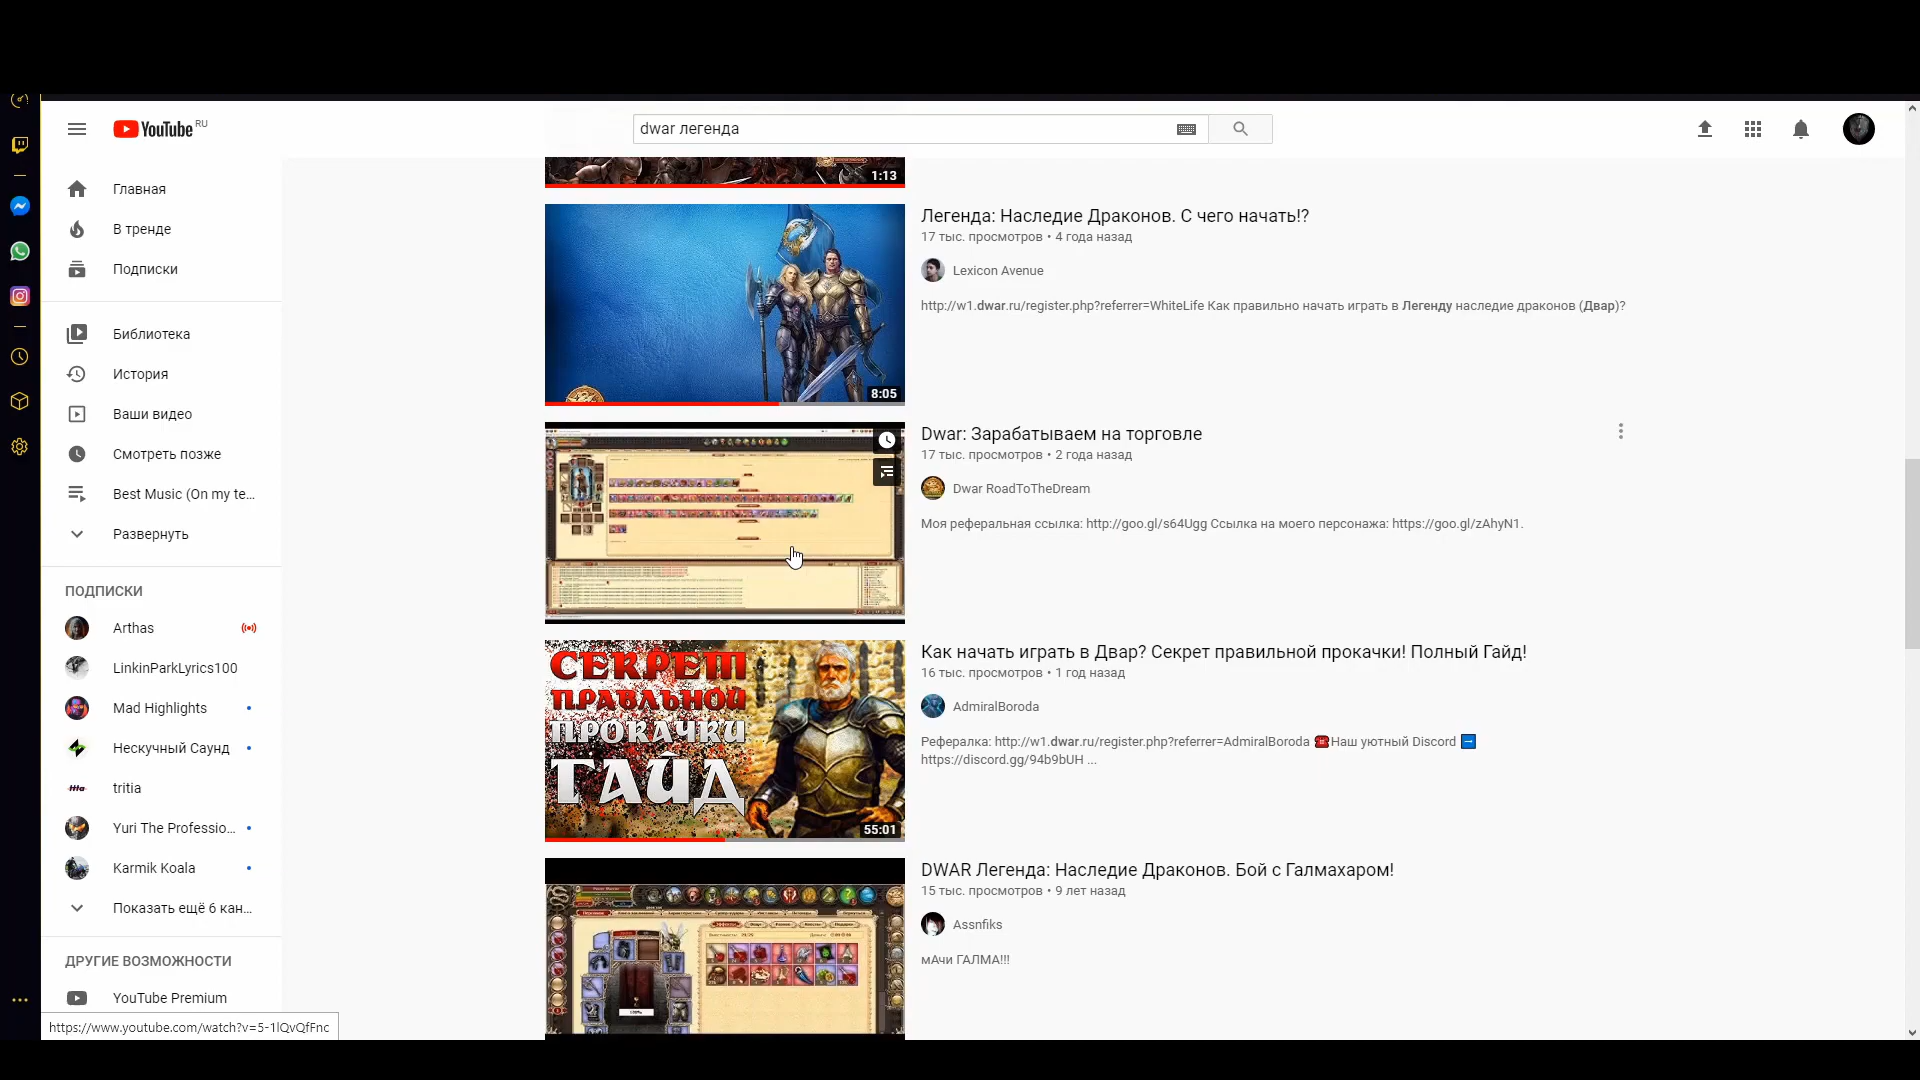 YouTube RU
dwar легенда
Главная
В тренде
Подписки
Библиотека
История
Ваши видео
Смотреть позже
Best Music (On my te...
Развернуть
ПОДПИСКИ
Arthas
LinkinParkLyrics100
Mad Highlights
Нескучный Саунд
tritia
Yuri The Professio...
Karmik Koala
Показать ещё 6 кан...
ДРУГИЕ ВОЗМОЖНОСТИ
YouTube Premium
https://www.youtube.com/watch?v=5-1lQvQfFnc
1:13
8:05
Легенда: Наследие Драконов. С чего начать!?
17 тыс. просмотров • 4 года назад
Lexicon Avenue
http://w1.dwar.ru/register.php?referrer=WhiteLife Как правильно начать играть в Легенду наследие драконов (Двар)?
Dwar: Зарабатываем на торговле
17 тыс. просмотров • 2 года назад
Dwar RoadToTheDream
Моя реферальная ссылка: http://goo.gl/s64Ugg Ссылка на моего персонажа: https://goo.gl/zAhyN1.
СЕКРЕТ
ПРАВЛЬНОЙ
ПРОКАЧКИ
ГАЙД
55:01
Как начать играть в Двар? Секрет правильной прокачки! Полный Гайд!
16 тыс. просмотров • 1 год назад
AdmiralBoroda
Рефералка: http://w1.dwar.ru/register.php?referrer=AdmiralBoroda ☎️Наш уютный Discord ➡️
https://discord.gg/94b9bUH ...
DWAR Легенда: Наследие Драконов. Бой с Галмахаром!
15 тыс. просмотров • 9 лет назад
Assnfiks
мАчи ГАЛМА!!!